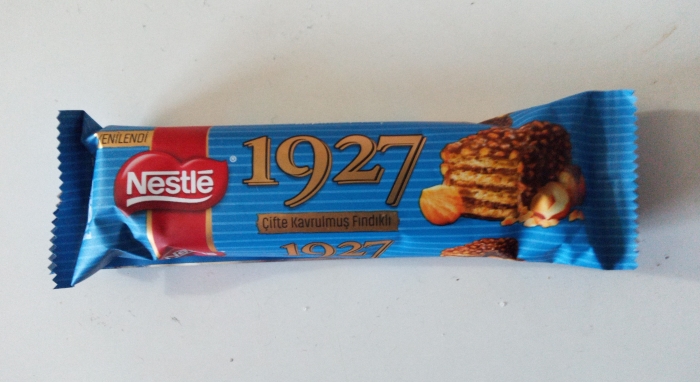 YENİLENDİ
Nestlé®
1927
Çifte Kavrulmuş Fındıklı
1927